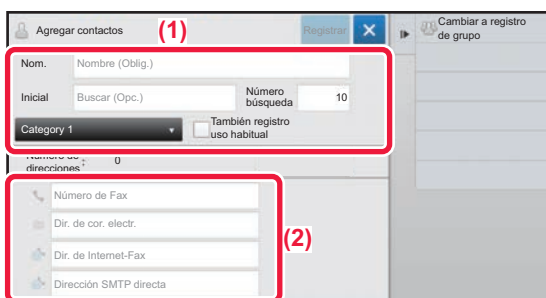 Agregar contactos
(1)
Registrar
Cambiar a registro
de grupo
Nom.
Nombre (Oblig.)
Inicial
Buscar (Opc.)
Número
búsqueda
10
Category 1
También registro
uso habitual
Número de
direcciones :
0
Número de Fax
Dir. de cor. electr.
(2)
Dir. de Internet-Fax
Dirección SMTP directa